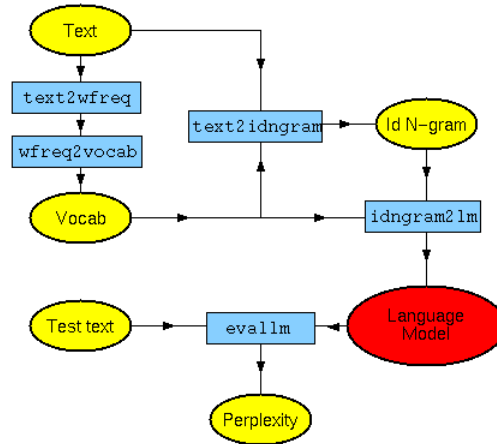 Text
text2wfreq
text2idngram
Id N-gram
wfreq2vocab
Vocab
idngram2lm
Test text
evallm
Language
Model
Perplexity